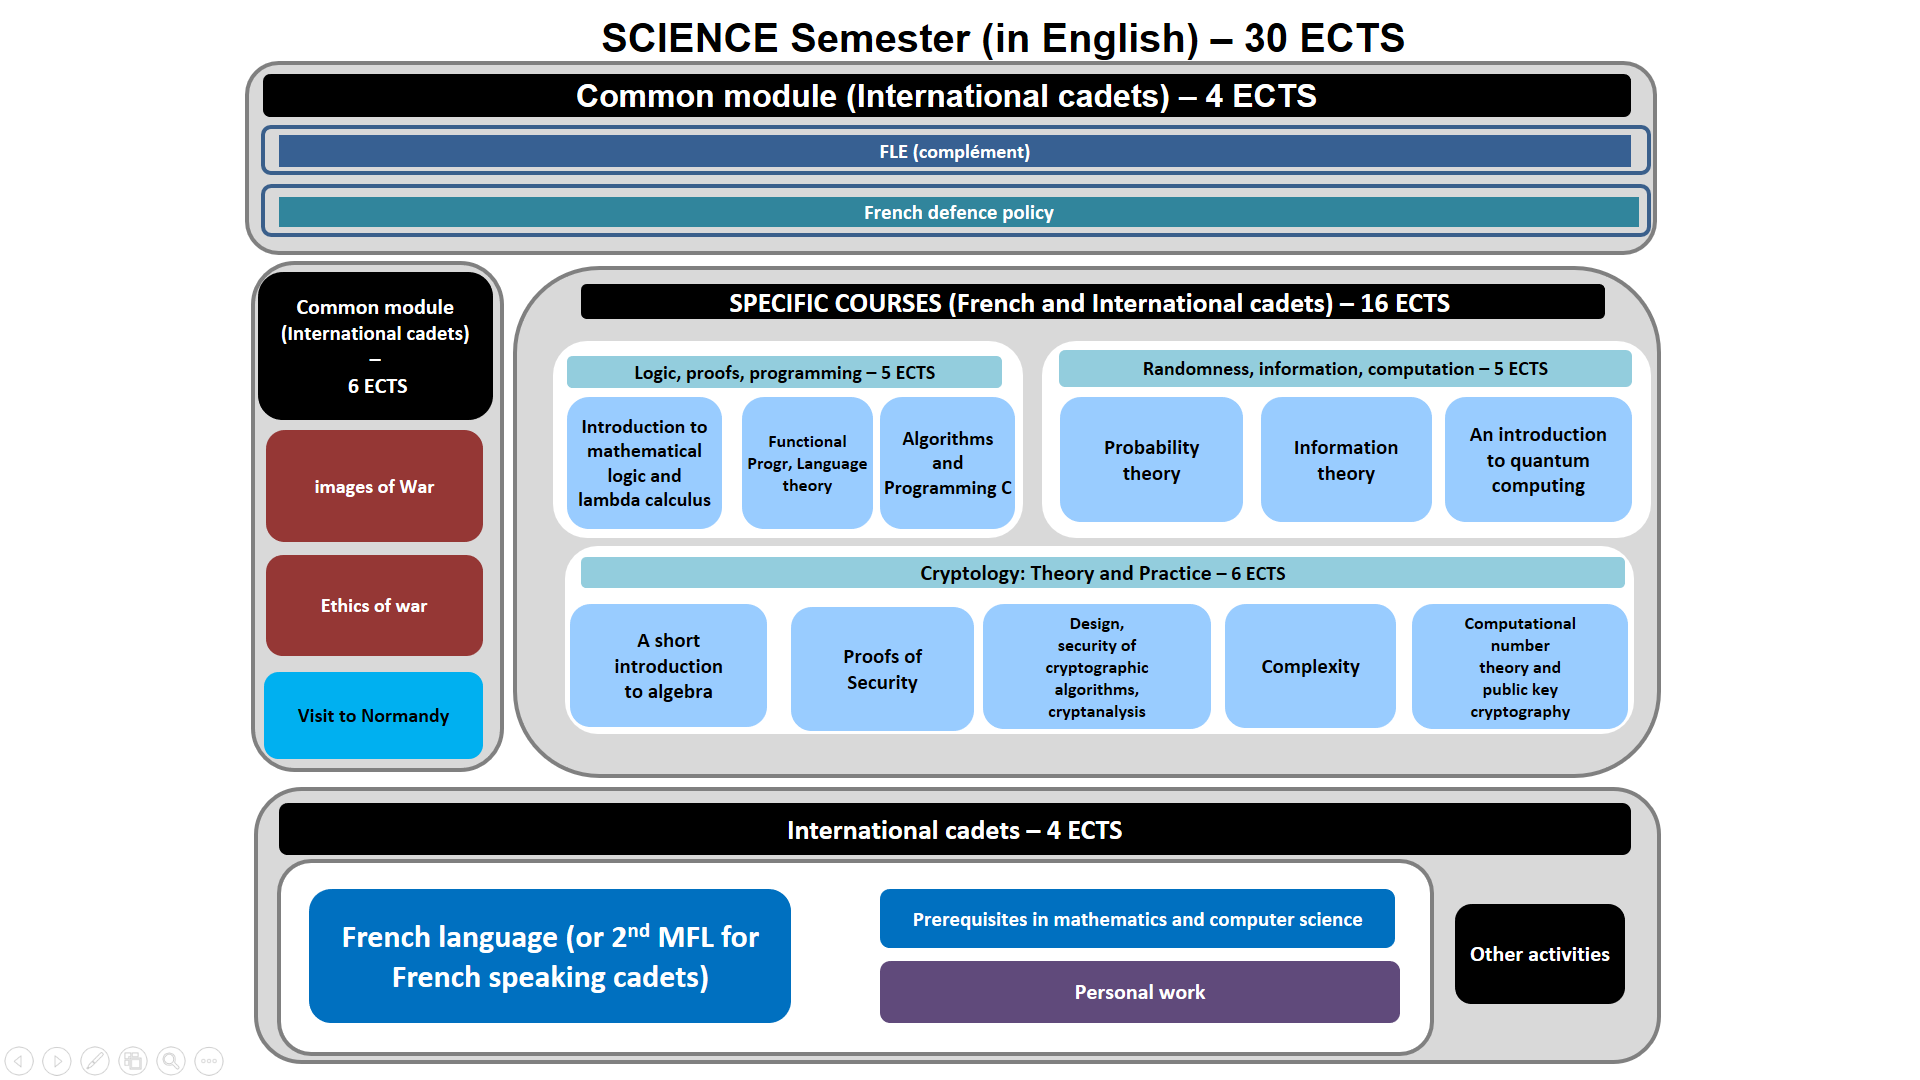 SCIENCE Semester (in English) – 30 ECTS
Common module (International cadets) – 4 ECTS
FLE (complément)
French defence policy
Common module
(International cadets)
–
6 ECTS
images of War
Ethics of war
Visit to Normandy
SPECIFIC COURSES (French and International cadets) – 16 ECTS
Logic, proofs, programming – 5 ECTS
Introduction to
mathematical
logic and
lambda calculus
Functional
Progr, Language
theory
Algorithms
and
Programming C
Randomness, information, computation – 5 ECTS
Probability
theory
Information
theory
An introduction
to quantum
computing
Cryptology: Theory and Practice – 6 ECTS
A short
introduction
to algebra
Proofs of
Security
Design,
security of
cryptographic
algorithms,
cryptanalysis
Complexity
Computational
number
theory and
public key
cryptography
International cadets – 4 ECTS
French language (or 2nd MFL for
French speaking cadets)
Prerequisites in mathematics and computer science
Personal work
Other activities